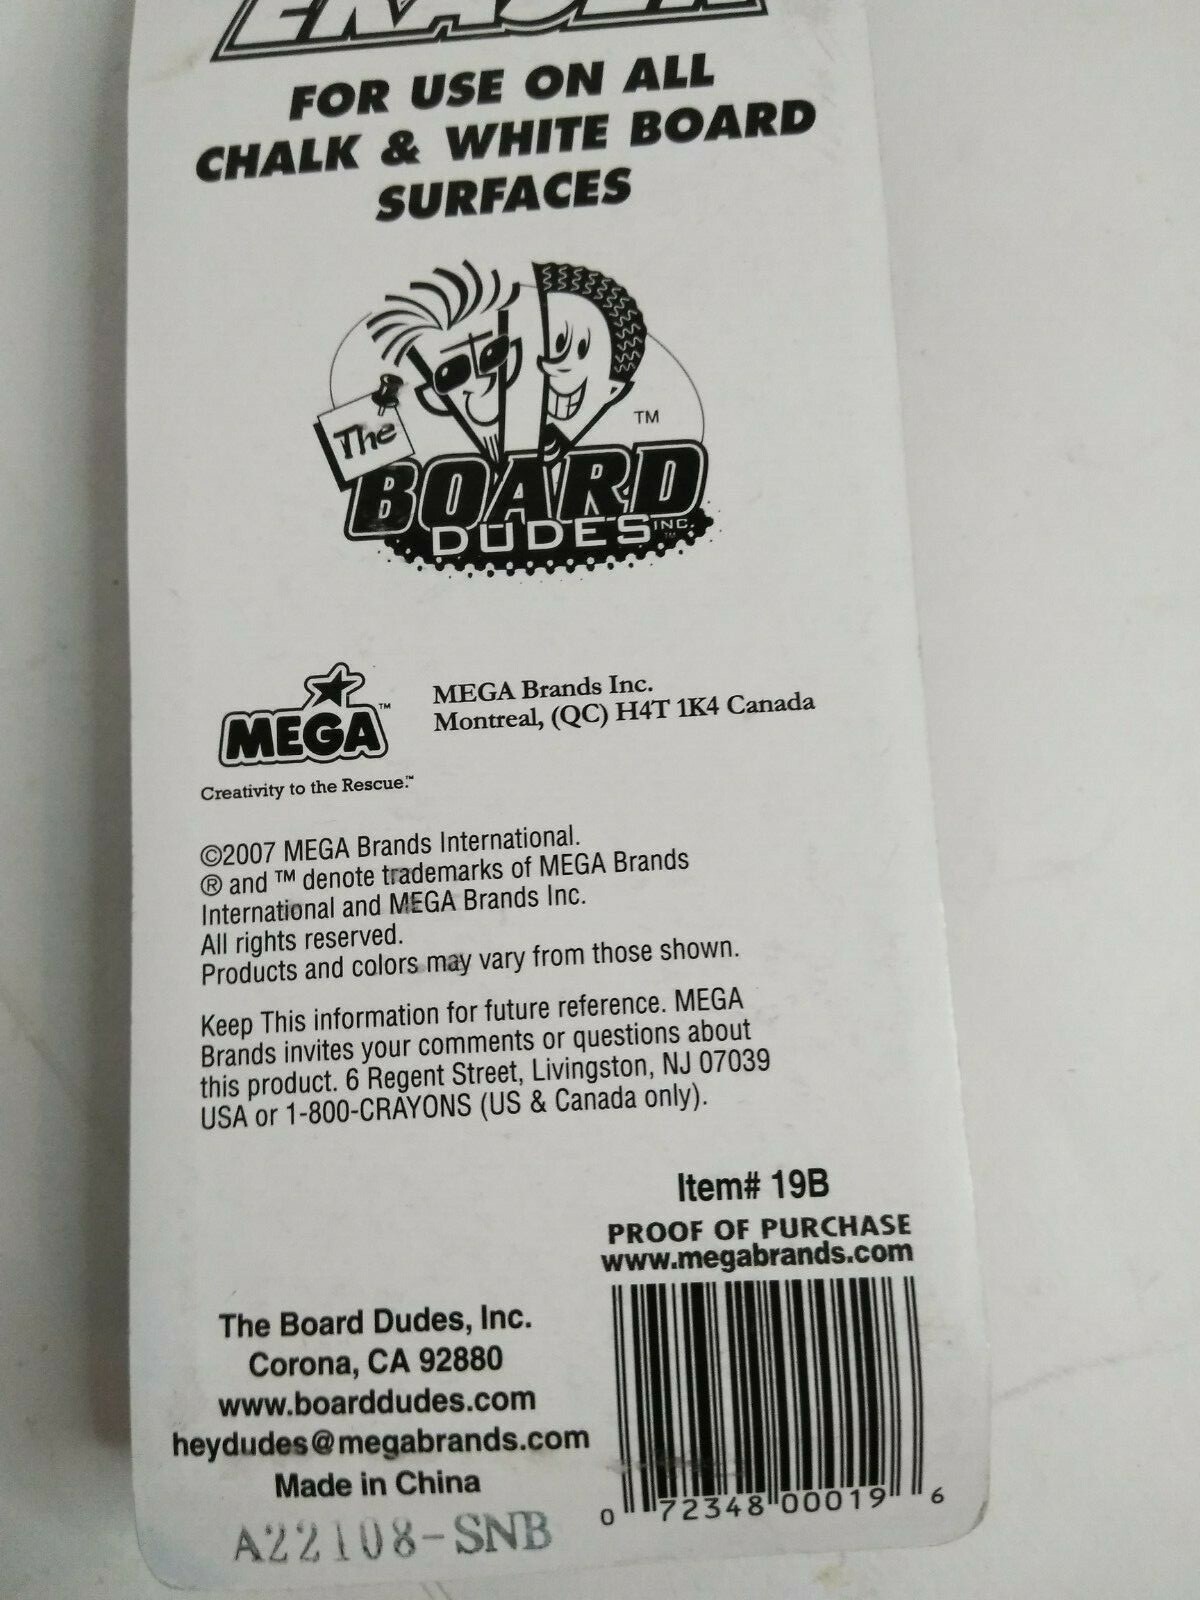 ERASER
FOR USE ON ALL
CHALK & WHITE BOARD
SURFACES
The
TM
BOARD
DUDES INC.
TM
MEGA™
Creativity to the Rescue.™
MEGA Brands Inc.
Montreal, (QC) H4T 1K4 Canada
©2007 MEGA Brands International.
® and ™ denote trademarks of MEGA Brands
International and MEGA Brands Inc.
All rights reserved.
Products and colors may vary from those shown.
Keep This information for future reference. MEGA
Brands invites your comments or questions about
this product. 6 Regent Street, Livingston, NJ 07039
USA or 1-800-CRAYONS (US & Canada only).
Item# 19B
PROOF OF PURCHASE
www.megabrands.com
The Board Dudes, Inc.
Corona, CA 92880
www.boarddudes.com
heydudes@megabrands.com
Made in China
A22108-SNB
0 72348 00019 6